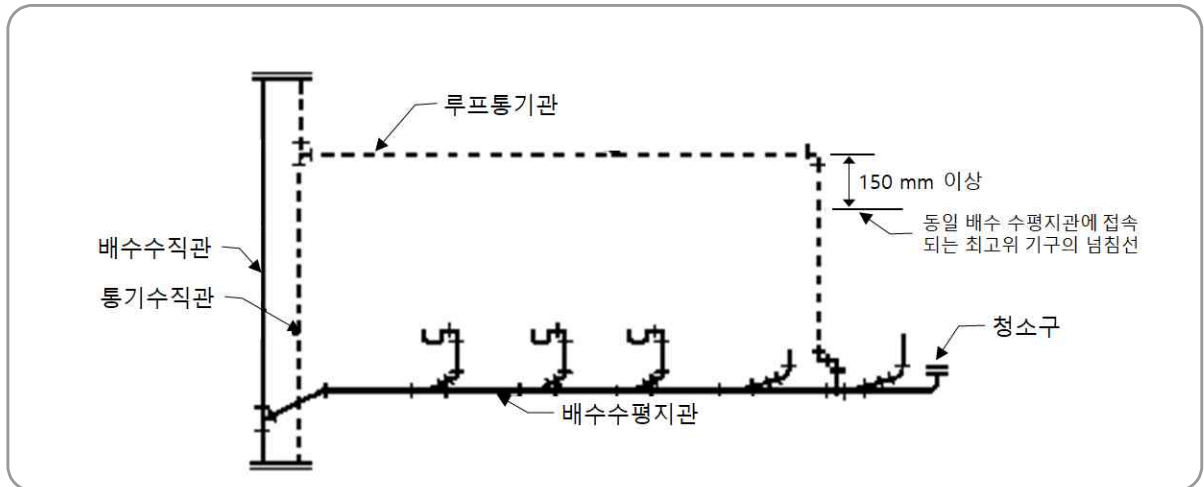 루프통기관
150 mm 이상
동일 배수 수평지관에 접속
되는 최고위 기구의 넘침선
배수수직관
통기수직관
청소구
배수수평지관